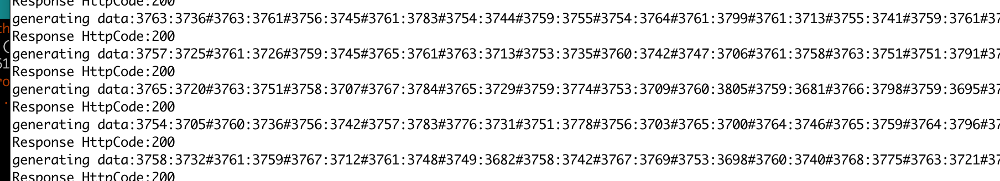 Response HttpCode:200
generating data:3763:3736#3763:3761#3756:3745#3761:3783#3754:3744#3759:3755#3754:3764#3761:3799#3761:3713#3755:3741#3759:3761#37
Response HttpCode:200
generating data:3757:3725#3761:3726#3759:3745#3765:3761#3763:3713#3753:3735#3760:3742#3747:3706#3761:3758#3763:3751#3751:3791#37
Response HttpCode:200
generating data:3765:3720#3763:3751#3758:3707#3767:3784#3765:3729#3759:3774#3753:3709#3760:3805#3759:3681#3766:3798#3759:3695#37
Response HttpCode:200
generating data:3754:3705#3760:3736#3756:3742#3757:3783#3776:3731#3751:3778#3756:3703#3765:3700#3764:3746#3765:3759#3764:3796#37
Response HttpCode:200
generating data:3758:3732#3761:3759#3767:3712#3761:3748#3749:3682#3758:3742#3767:3769#3753:3698#3760:3740#3768:3775#3763:3721#37
Response HttpCode:200